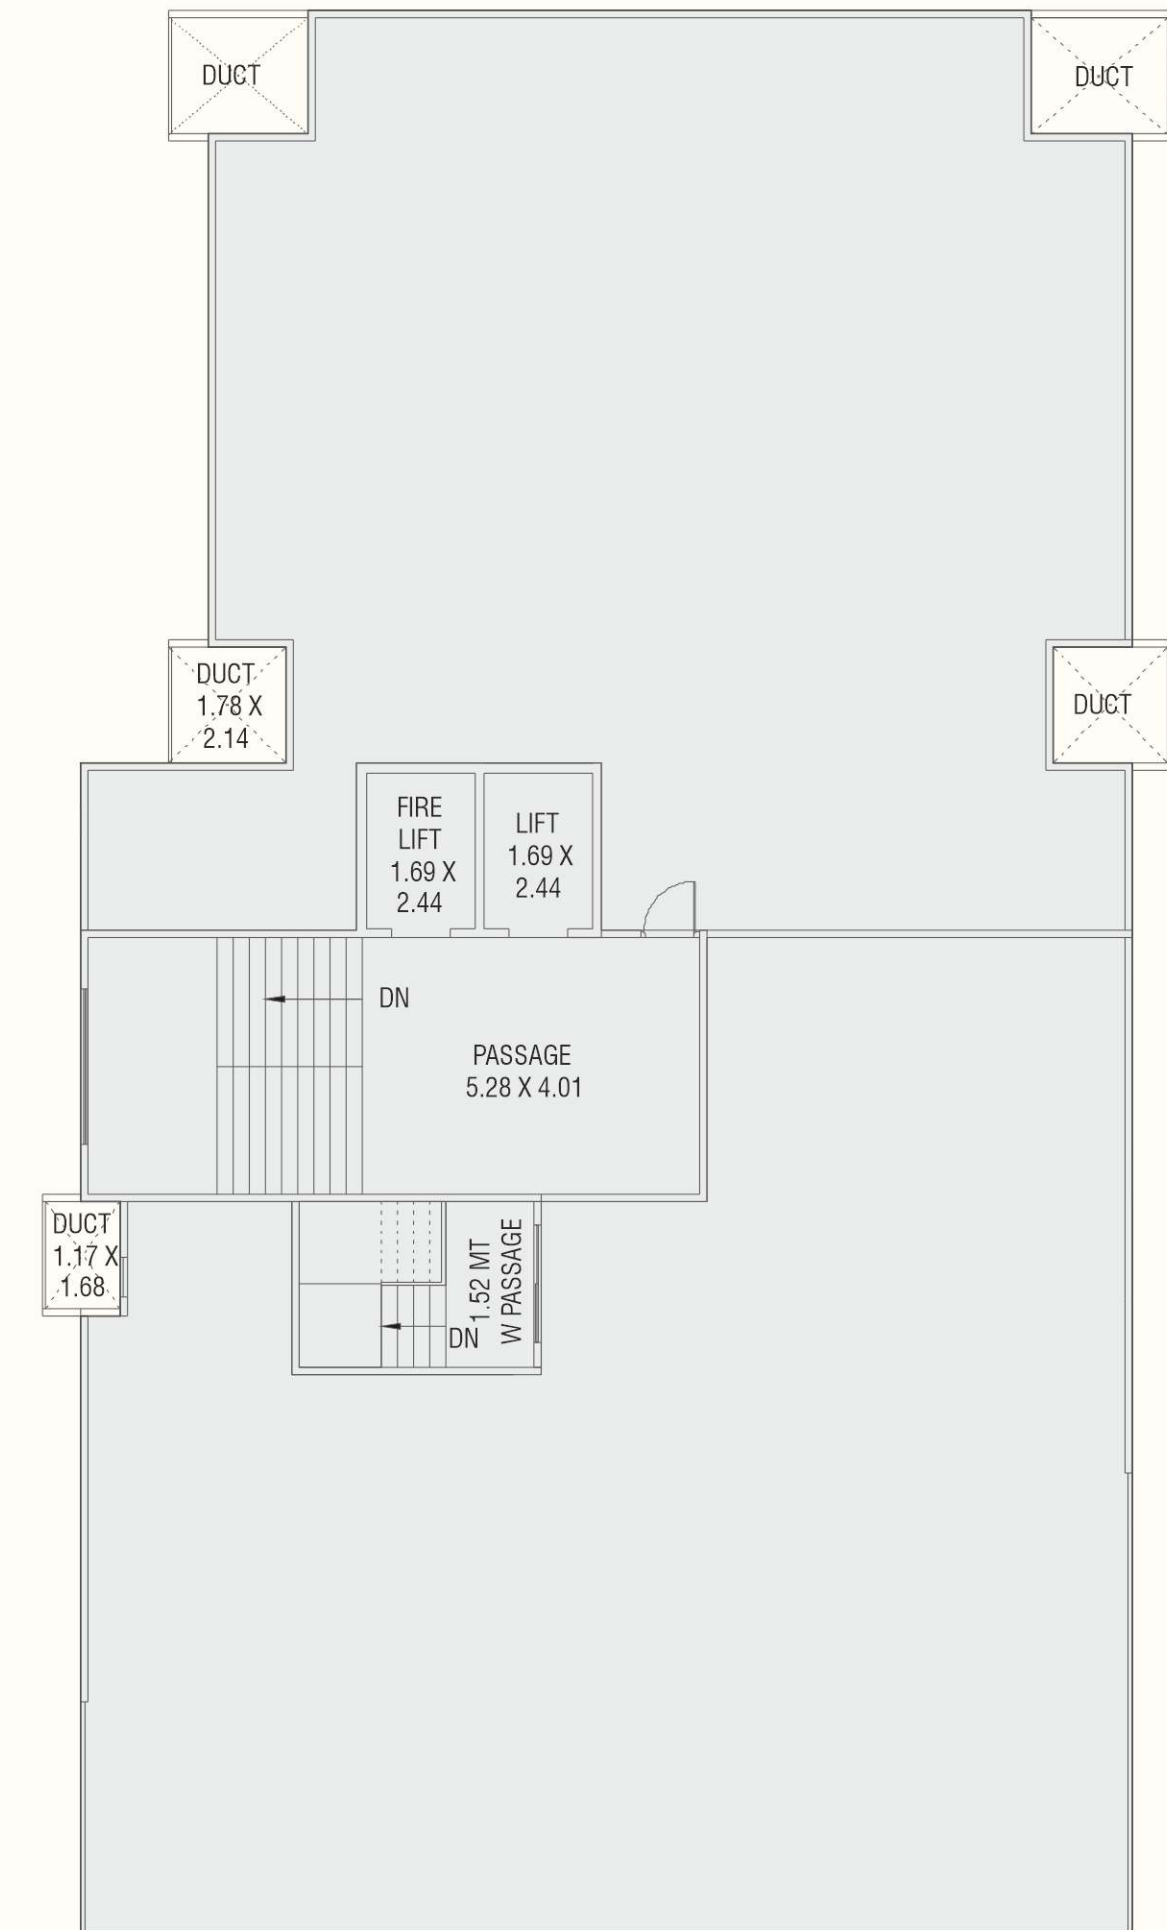 DUCT
DUCT
DUCT
1.78 X
2.14
DUCT
FIRE
LIFT
1.69 X
2.44
LIFT
1.69 X
2.44
DN
PASSAGE
5.28 X 4.01
DUCT
1.17 X
1.68
1.52 MT
W PASSAGE
DN